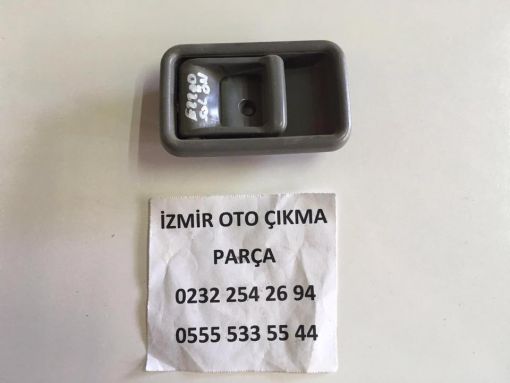 İZMİR OTO ÇIKMA
PARÇA
0232 254 26 94
0555 533 55 44